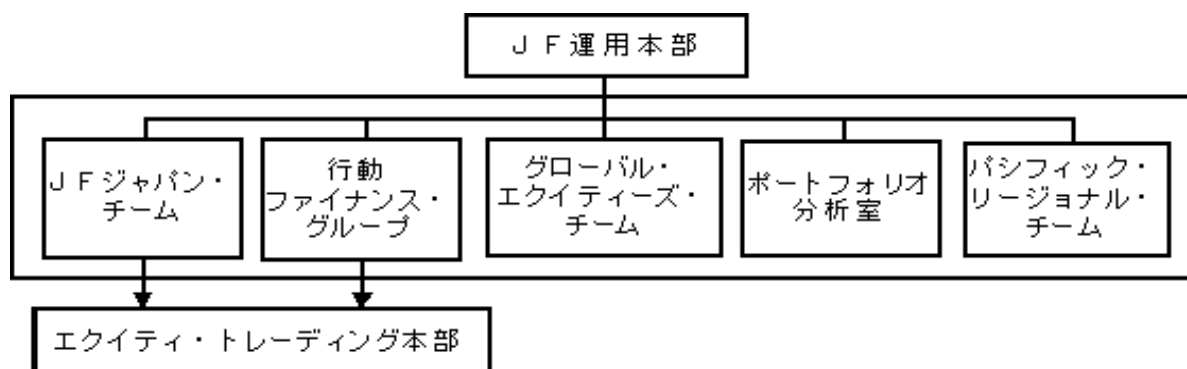 ＪＦ運用本部
ＪＦジャパン・
チーム
行動
ファイナンス・
グループ
グローバル・
エクイティーズ・
チーム
ポートフォリオ
分析室
パシフィック・
リージョナル・
チーム
エクイティ・トレーディング本部